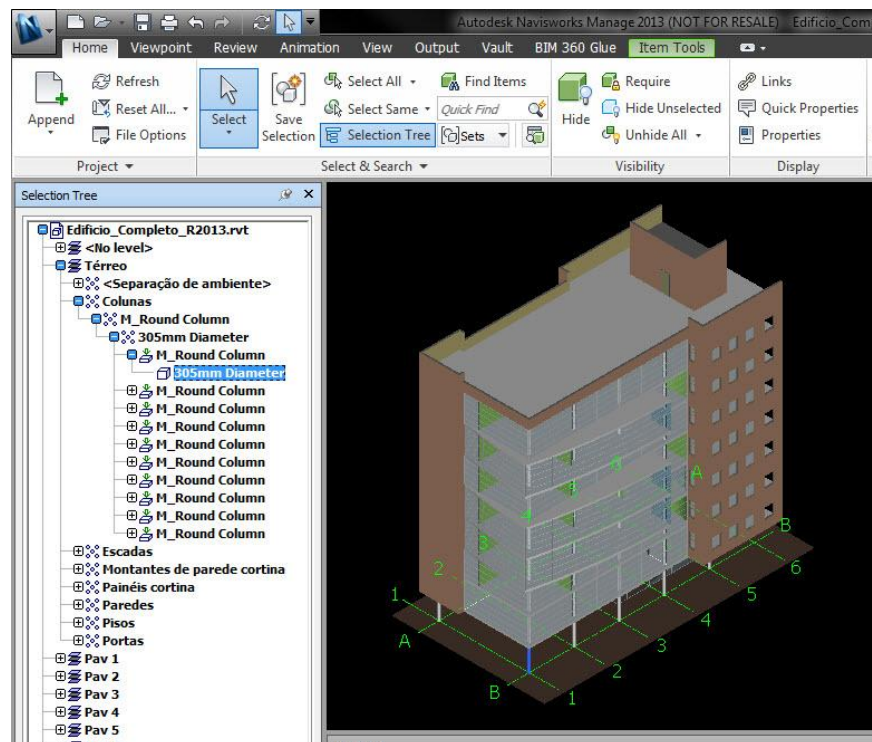 Autodesk Navisworks Manage 2013 (NOT FOR RESALE) Edificio_Com
Home Viewpoint Review Animation View Output Vault BIM 360 Glue Item Tools
Append
Refresh
Reset All...
File Options
Project
Select
Save Selection
Select All
Select Same
Selection Tree
Find Items
Quick Find
Sets
Select & Search
Hide
Require
Hide Unselected
Unhide All
Visibility
Links
Quick Properties
Properties
Display
Selection Tree
Edificio_Completo_R2013.rvt
<No level>
Térreo
<Separação de ambiente>
Colunas
M_Round Column
305mm Diameter
M_Round Column
305mm Diameter
M_Round Column
M_Round Column
M_Round Column
M_Round Column
M_Round Column
M_Round Column
M_Round Column
M_Round Column
M_Round Column
Escadas
Montantes de parede cortina
Painéis cortina
Paredes
Pisos
Portas
Pav 1
Pav 2
Pav 3
Pav 4
Pav 5
6
5
4
A
3
B
2
6
1
5
4
A
3
2
B
1